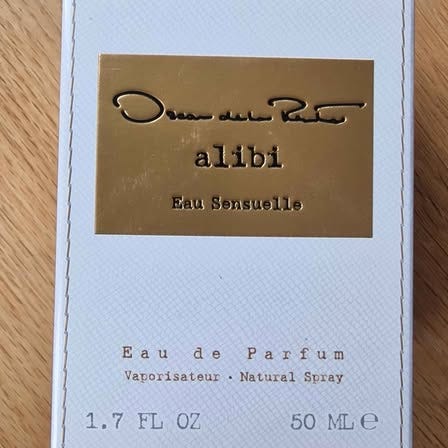 Oscar de la Renta
alibi
Eau Sensuelle
Eau de Parfum
Vaporisateur · Natural Spray
1.7 FL OZ 50 ML ℮